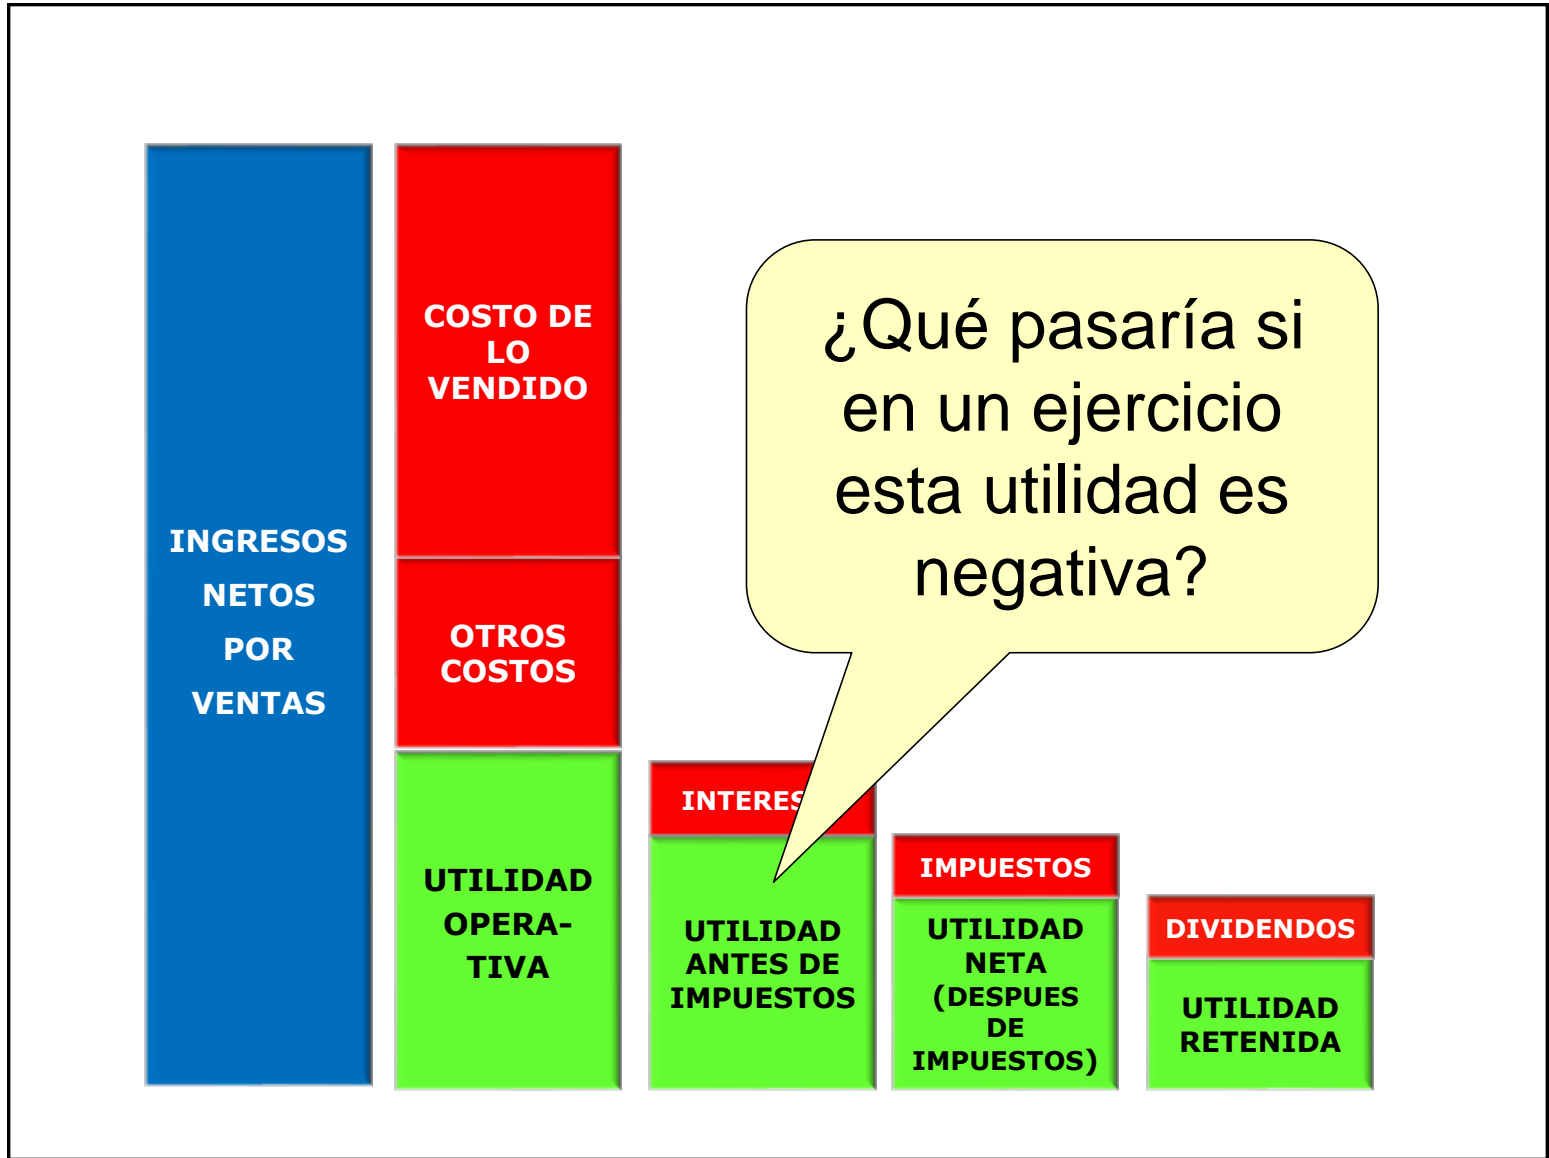 INGRESOS
NETOS
POR
VENTAS
COSTO DE
LO
VENDIDO
OTROS
COSTOS
UTILIDAD
OPERA-
TIVA
¿Qué pasaría si
en un ejercicio
esta utilidad es
negativa?
INTERES
UTILIDAD
ANTES DE
IMPUESTOS
IMPUESTOS
UTILIDAD
NETA
(DESPUES
DE
IMPUESTOS)
DIVIDENDOS
UTILIDAD
RETENIDA